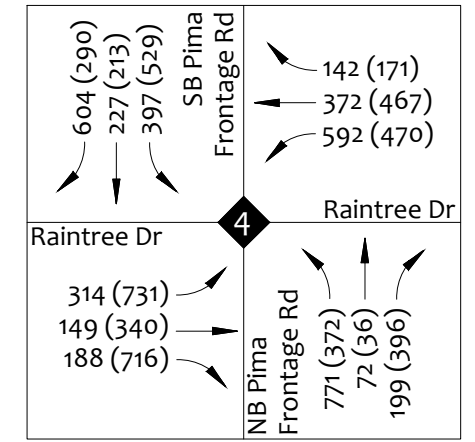 604 (290)
227 (213)
397 (529)
SB Pima
Frontage Rd
142 (171)
372 (467)
592 (470)
Raintree Dr
4
Raintree Dr
314 (731)
149 (340)
188 (716)
NB Pima
Frontage Rd
771 (372)
72 (36)
199 (396)